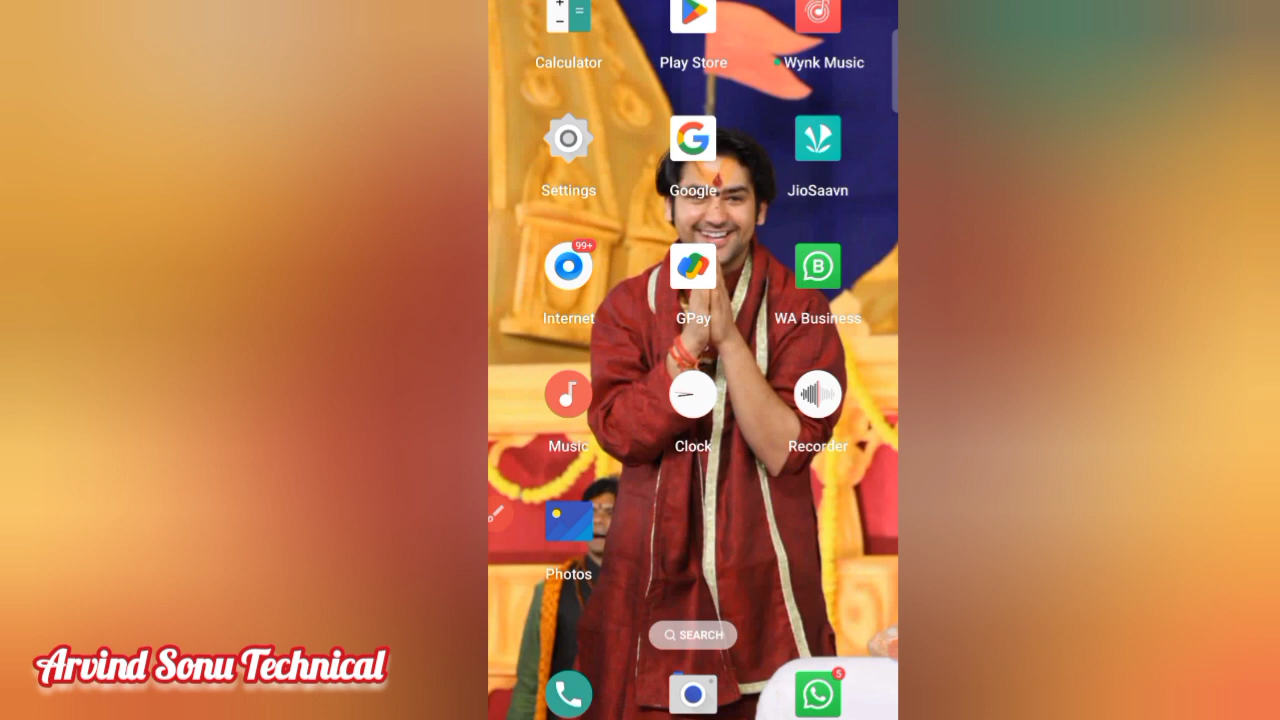 Calculator Play Store Wynk Music
Settings Google JioSaavn
99+
Internet GPay WA Business
B
Music Clock Recorder
Photos
SEARCH
5
Arvind Sonu Technical